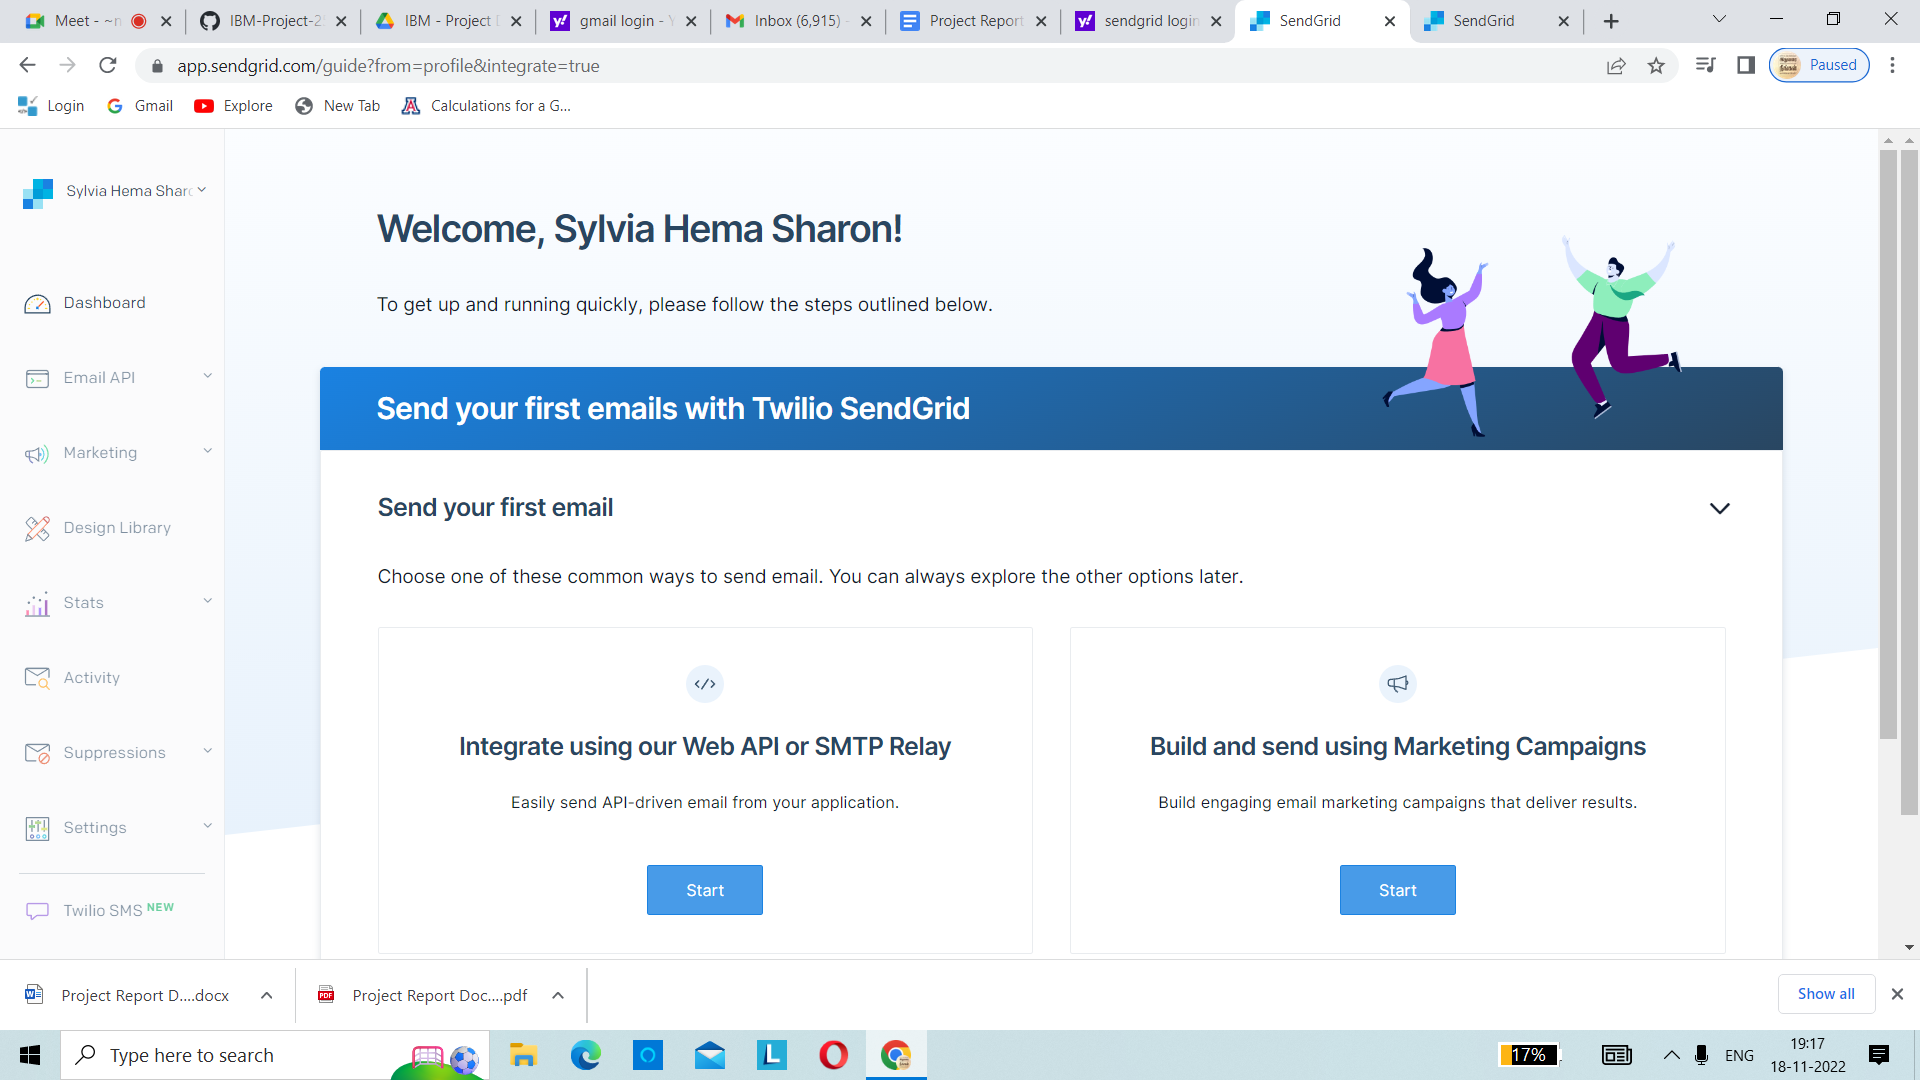 Meet - ~n
IBM-Project-2
IBM - Project D
gmail login - Y
Inbox (6,915) -
Project Report
sendgrid login
SendGrid
SendGrid
app.sendgrid.com/guide?from=profile&integrate=true
Paused
Login
Gmail
Explore
New Tab
Calculations for a G...
Sylvia Hema Sharo
Dashboard
Email API
Marketing
Design Library
Stats
Activity
Suppressions
Settings
Twilio SMS NEW
Welcome, Sylvia Hema Sharon!
To get up and running quickly, please follow the steps outlined below.
Send your first emails with Twilio SendGrid
Send your first email
Choose one of these common ways to send email. You can always explore the other options later.
Integrate using our Web API or SMTP Relay
Easily send API-driven email from your application.
Start
Build and send using Marketing Campaigns
Build engaging email marketing campaigns that deliver results.
Start
Project Report D....docx
PDF
Project Report Doc....pdf
Show all
Type here to search
L
17%
ENG
19:17
18-11-2022